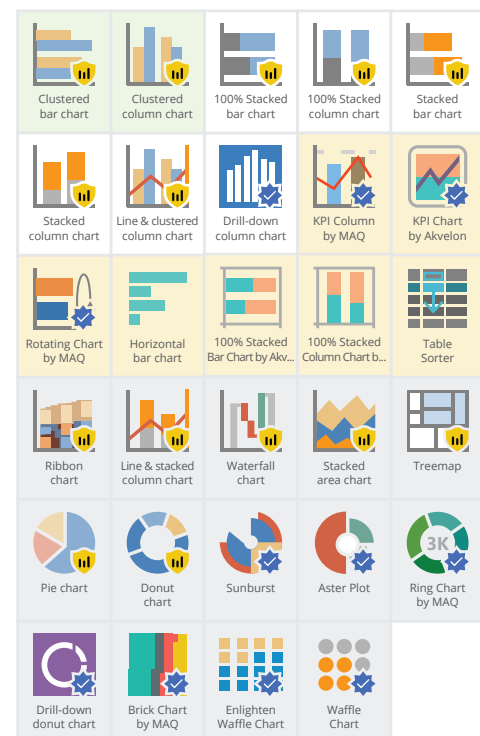 Clustered
bar chart
Clustered
column chart
100% Stacked
bar chart
100% Stacked
column chart
Stacked
bar chart
Stacked
column chart
Line & clustered
column chart
Drill-down
column chart
KPI Column
by MAQ
KPI Chart
by Akvelon
Rotating Chart
by MAQ
Horizontal
bar chart
100% Stacked
Bar Chart by Akv...
100% Stacked
Column Chart b...
Table
Sorter
Ribbon
chart
Line & stacked
column chart
Waterfall
chart
Stacked
area chart
Treemap
Pie chart
Donut
chart
Sunburst
Aster Plot
3K
Ring Chart
by MAQ
Drill-down
donut chart
Brick Chart
by MAQ
Enlighten
Waffle Chart
Waffle
Chart